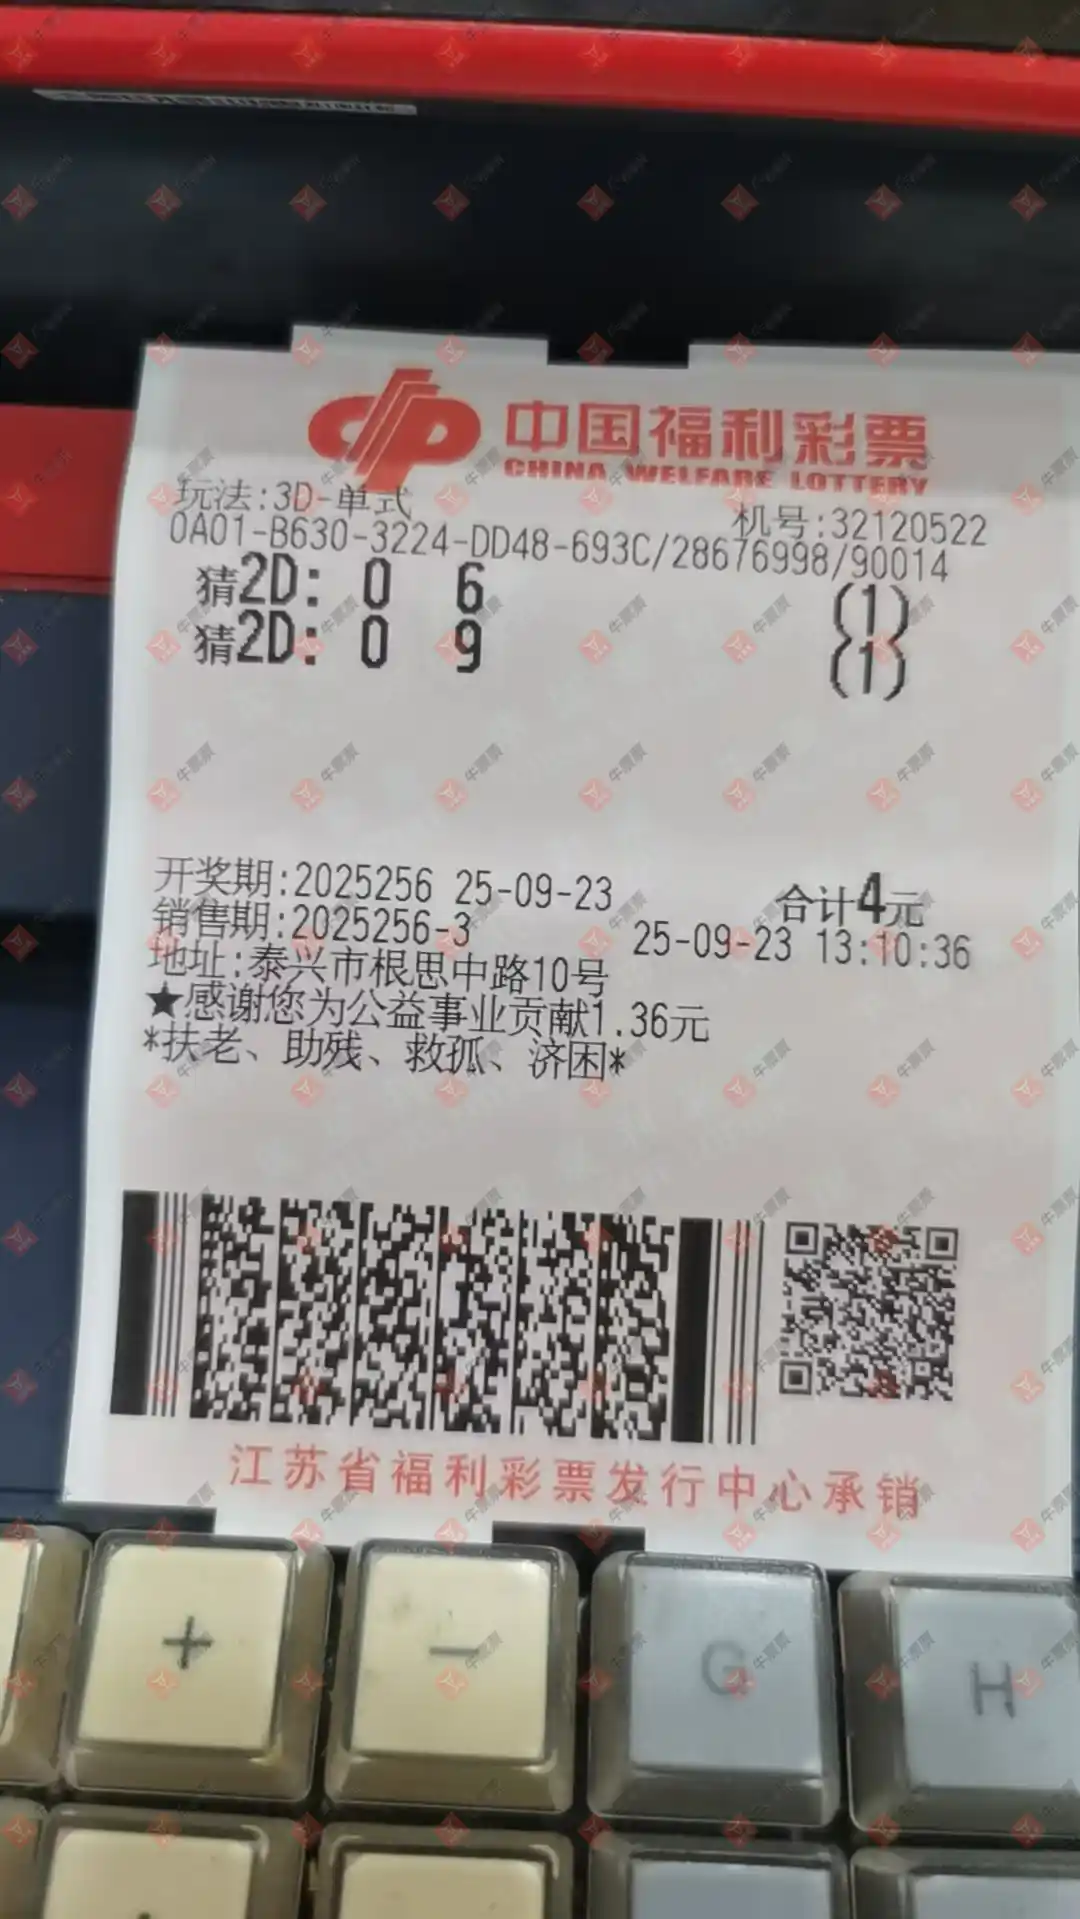 中国福利彩票
CHINA WELFARE LOTTERY
玩法:3D-单式
机号:32120522
0A01-B630-3224-DD48-693C/28676998/90014
猜2D: 0 6 (1)
猜2D: 0 9 (1)
开奖期:2025256 25-09-23 合计4元
销售期:2025256-3 25-09-23 13:10:36
地址:泰兴市根思中路10号
★感谢您为公益事业贡献1.36元
*扶老、助残、救孤、济困*
江苏省福利彩票发行中心承销
+ - G H
牛票票